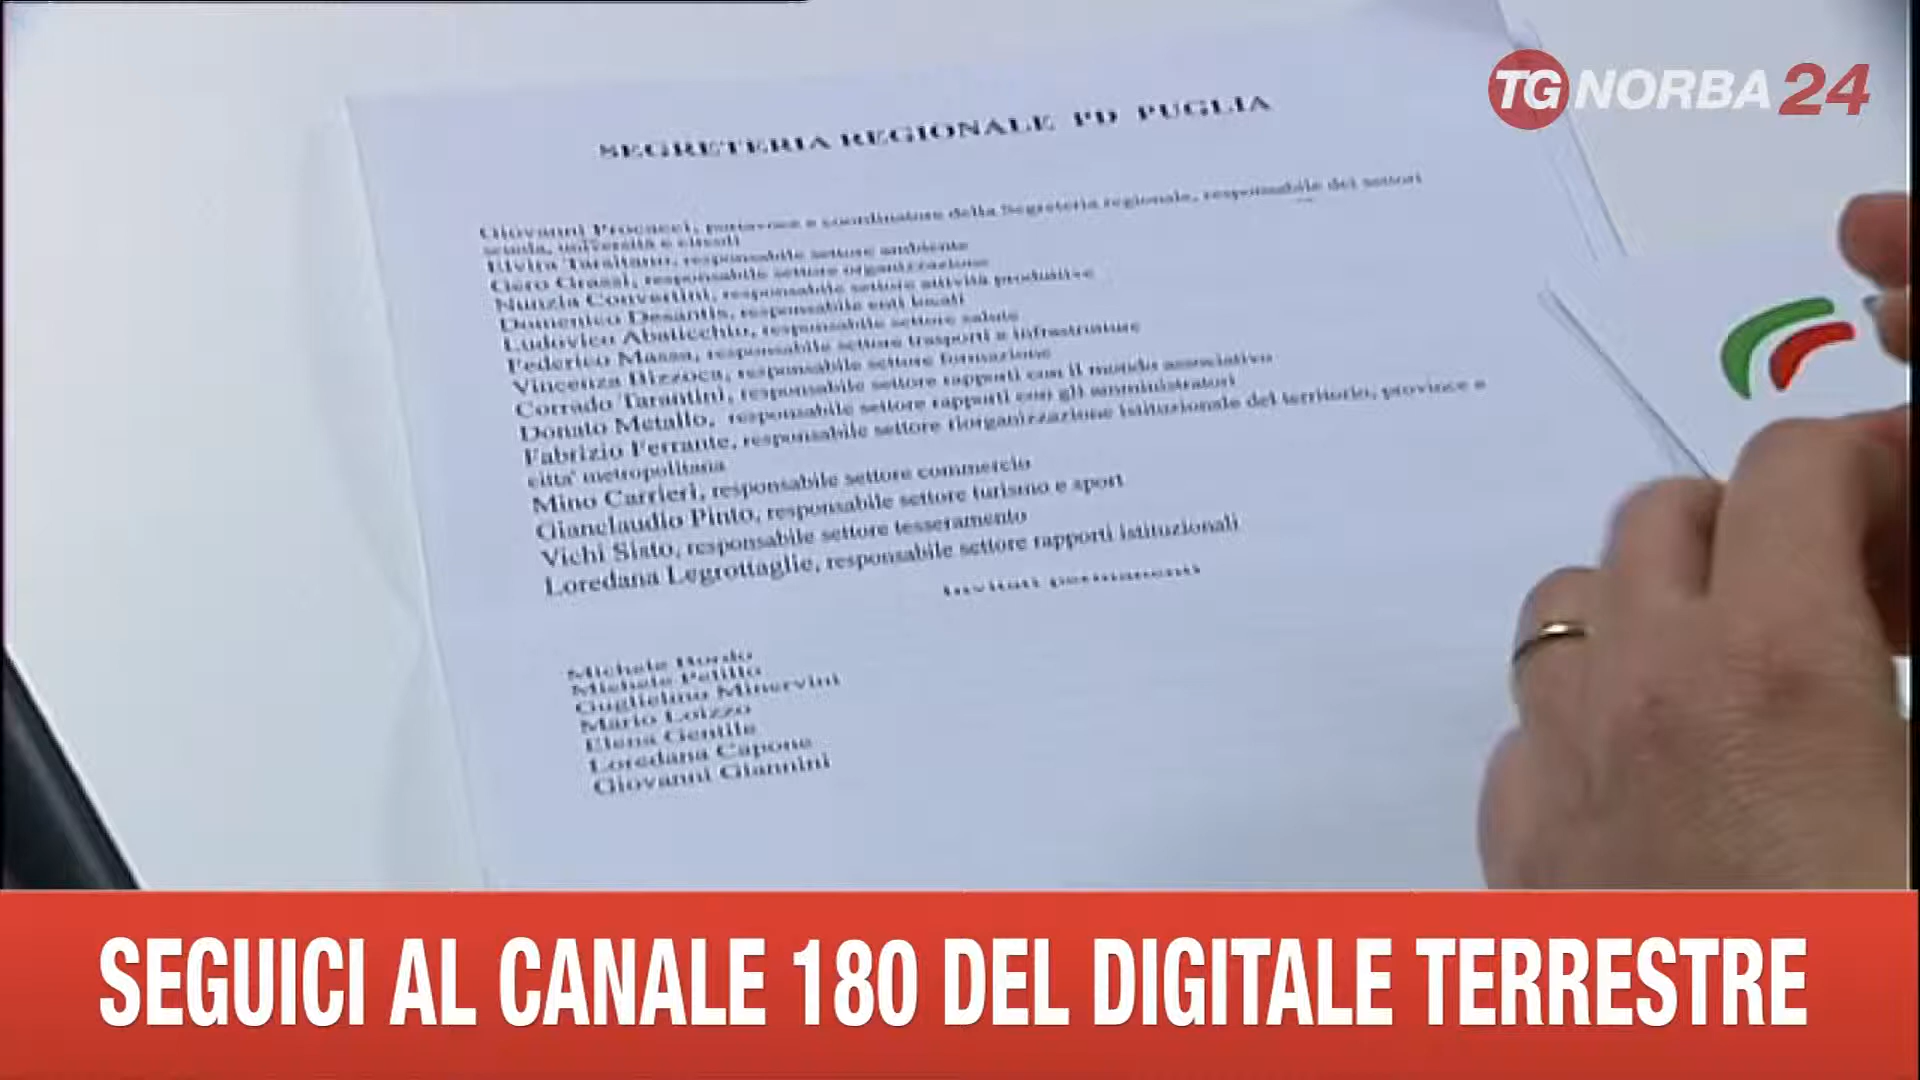 TG NORBA 24
SEGRETERIA REGIONALE PD PUGLIA
Giovanni Procacci, portavoce e coordinatore della Segreteria regionale, responsabile dei settori
scuola, università e circoli
Elvira Tarsitano, responsabile settore ambiente
Gero Grassi, responsabile settore organizzazione
Nunzia Convertini, responsabile settore attività produttive
Domenico Desantis, responsabile enti locali
Ludovico Abaticchio, responsabile settore salute
Federico Massa, responsabile settore trasporti e infrastrutture
Vincenza Bizzoca, responsabile settore formazione
Corrado Tarantini, responsabile settore rapporti con il mondo associativo
Donato Metallo, responsabile settore rapporti con gli amministratori
Fabrizio Ferrante, responsabile settore riorganizzazione istituzionale del territorio, province e
citta' metropolitana
Mino Carrieri, responsabile settore commercio
Gianclaudio Pinto, responsabile settore turismo e sport
Vichi Sisto, responsabile settore tesseramento
Loredana Legrottaglie, responsabile settore rapporti istituzionali
Invitati permanenti
Michele Bordo
Michele Pelillo
Guglielmo Minervini
Mario Loizzo
Elena Gentile
Loredana Capone
Giovanni Giannini
SEGUICI AL CANALE 180 DEL DIGITALE TERRESTRE